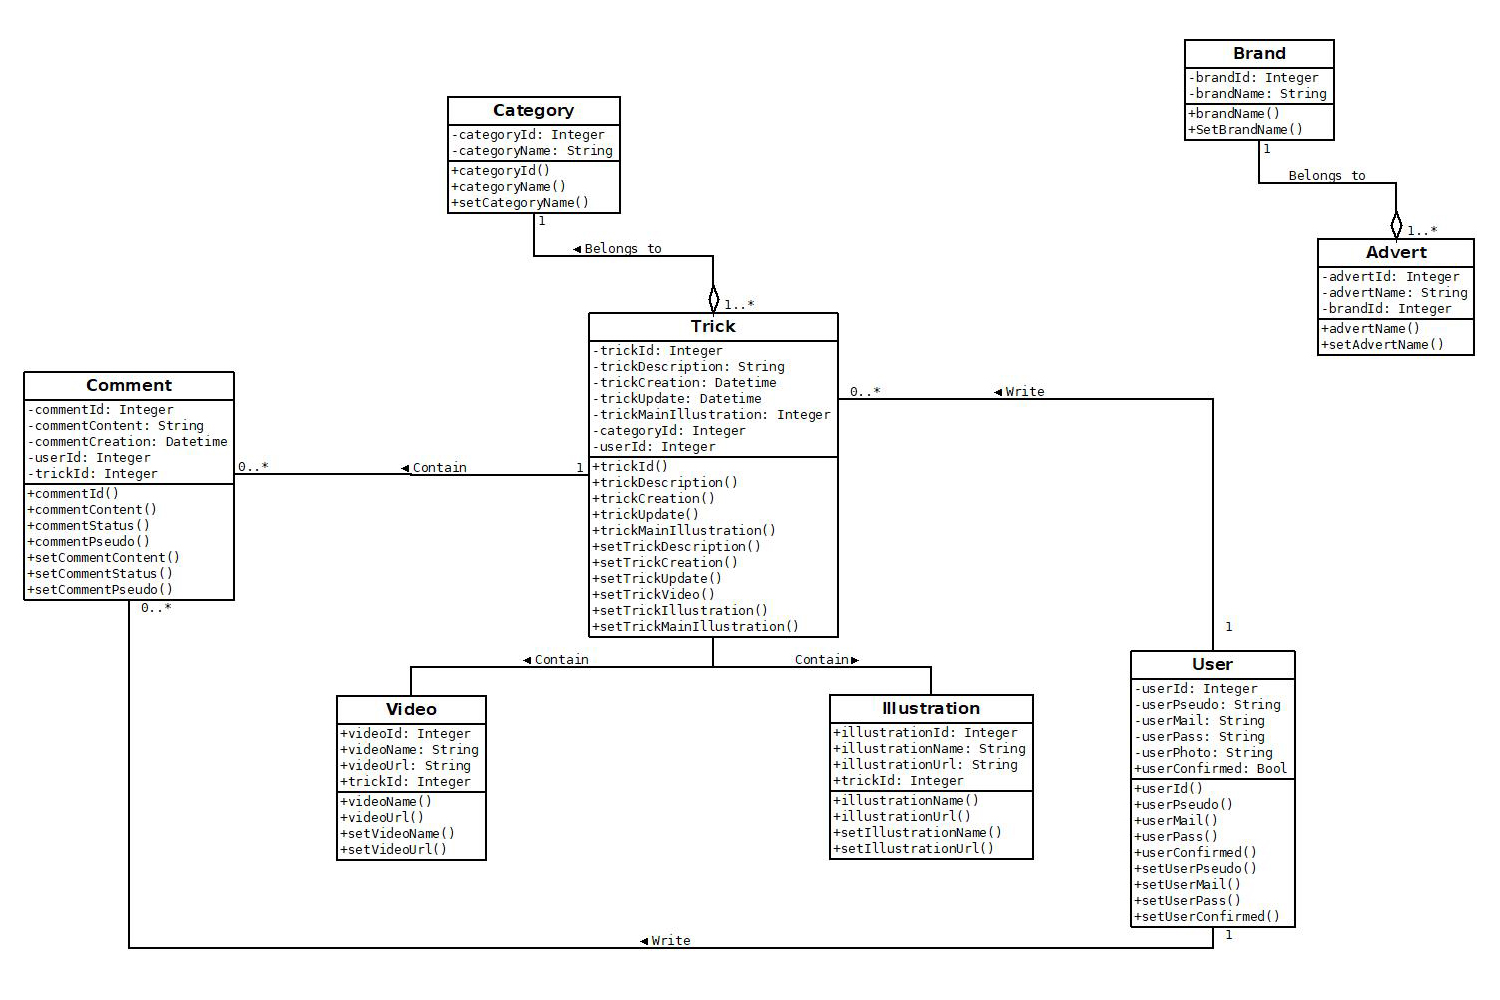 Brand
-brandId: Integer
-brandName: String
+brandName()
+SetBrandName()
1
Belongs to
1..*
Advert
-advertId: Integer
-advertName: String
-brandId: Integer
+advertName()
+setAdvertName()
Category
-categoryId: Integer
-categoryName: String
+categoryId()
+categoryName()
+setCategoryName()
1
◄Belongs to
1..*
Trick
-trickId: Integer
-trickDescription: String
-trickCreation: Datetime
-trickUpdate: Datetime
-trickMainIllustration: Integer
-categoryId: Integer
-userId: Integer
+trickId()
+trickDescription()
+trickCreation()
+trickUpdate()
+trickMainIllustration()
+setTrickDescription()
+setTrickCreation()
+setTrickUpdate()
+setTrickVideo()
+setTrickIllustration()
+setTrickMainIllustration()
0..*
◄Write
1
Comment
-commentId: Integer
-commentContent: String
-commentCreation: Datetime
-userId: Integer
-trickId: Integer
+commentId()
+commentContent()
+commentStatus()
+commentPseudo()
+setCommentContent()
+setCommentStatus()
+setCommentPseudo()
0..*
◄Contain
1
0..*
◄Contain
Contain►
Video
+videoId: Integer
+videoName: String
+videoUrl: String
+trickId: Integer
+videoName()
+videoUrl()
+setVideoName()
+setVideoUrl()
Illustration
+illustrationId: Integer
+illustrationName: String
+illustrationUrl: String
+trickId: Integer
+illustrationName()
+illustrationUrl()
+setIllustrationName()
+setIllustrationUrl()
User
-userId: Integer
-userPseudo: String
-userMail: String
-userPass: String
-userPhoto: String
+userConfirmed: Bool
+userId()
+userPseudo()
+userMail()
+userPass()
+userConfirmed()
+setUserPseudo()
+setUserMail()
+setUserPass()
+setUserConfirmed()
1
◄Write